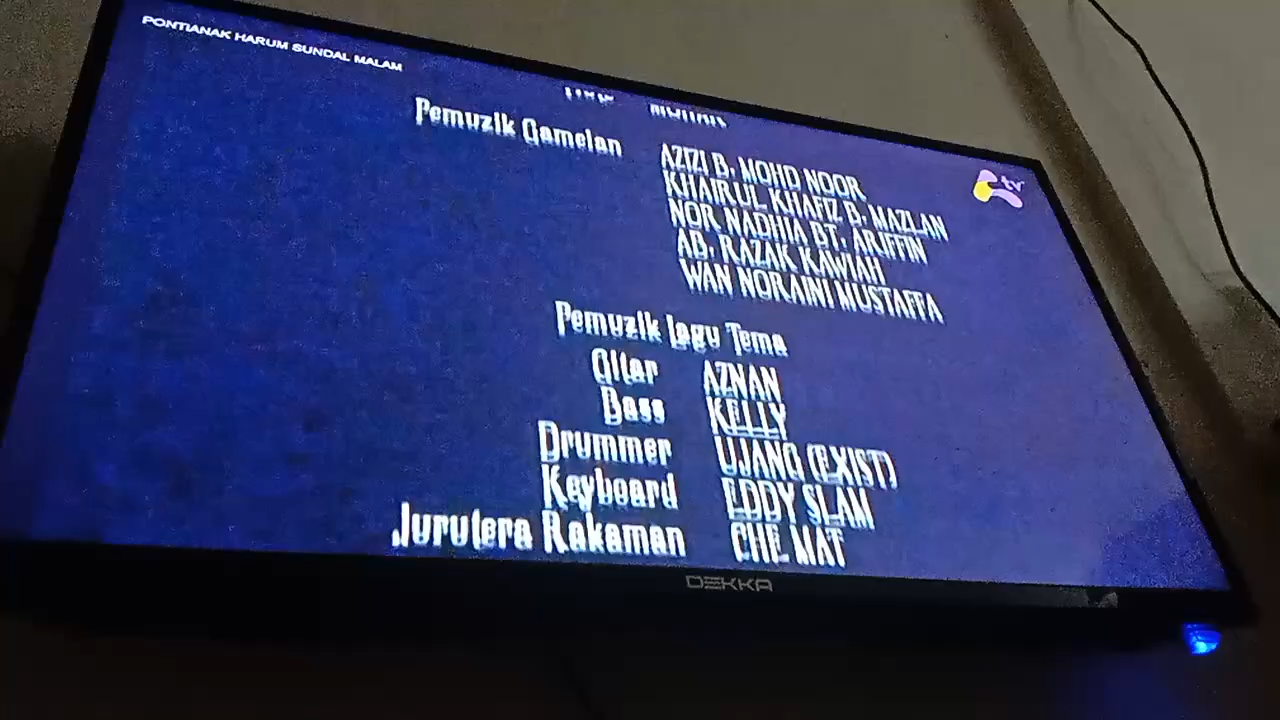 PONTIANAK HARUM SUNDAL MALAM
tv
Pemuzik Gamelan
AZIZI B. MOHD NOOR
KHAIRUL KHAFIZ B. MAZLAN
NOR NADHIA BT. ARIFFIN
AB. RAZAK KAWIAH
WAN NORAINI MUSTAFFA
Pemuzik Lagu Tema
Gitar AZNAN
Bass KELLY
Drummer UJANG (EXIST)
Keyboard EDDY SLAM
Jurutera Rakaman CHE MAT
DEKKA